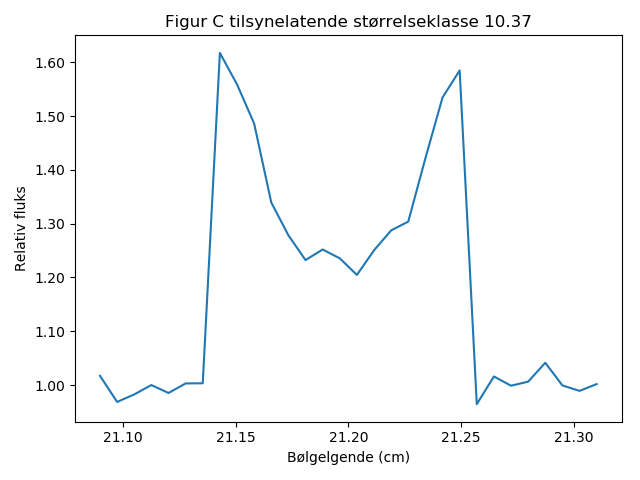 Figur C tilsynelatende størrelseklasse 10.37
Relativ fluks
1.60
1.50
1.40
1.30
1.20
1.10
1.00
21.10 21.15 21.20 21.25 21.30
Bølgelgende (cm)